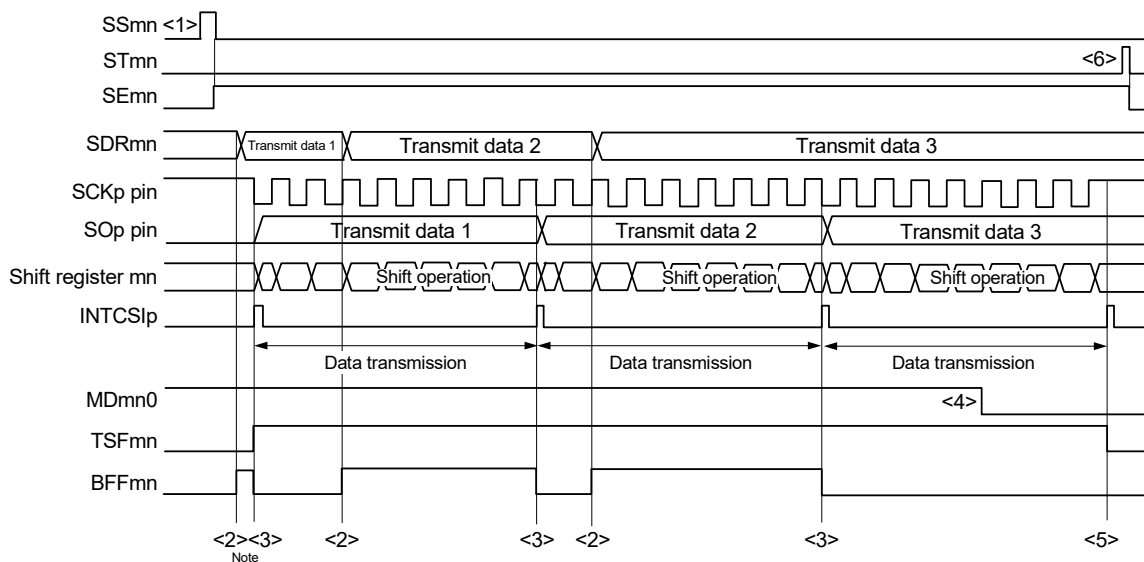 SSmn <1>
STmn <6>
SEmn
SDRmn Transmit data 1 Transmit data 2 Transmit data 3
SCKp pin
SOp pin Transmit data 1 Transmit data 2 Transmit data 3
Shift register mn Shift operation Shift operation Shift operation
INTCSIp
Data transmission Data transmission Data transmission
MDmn0 <4>
TSFmn
BFFmn
<2><3> <2> <3> <2> <3> <5>
Note